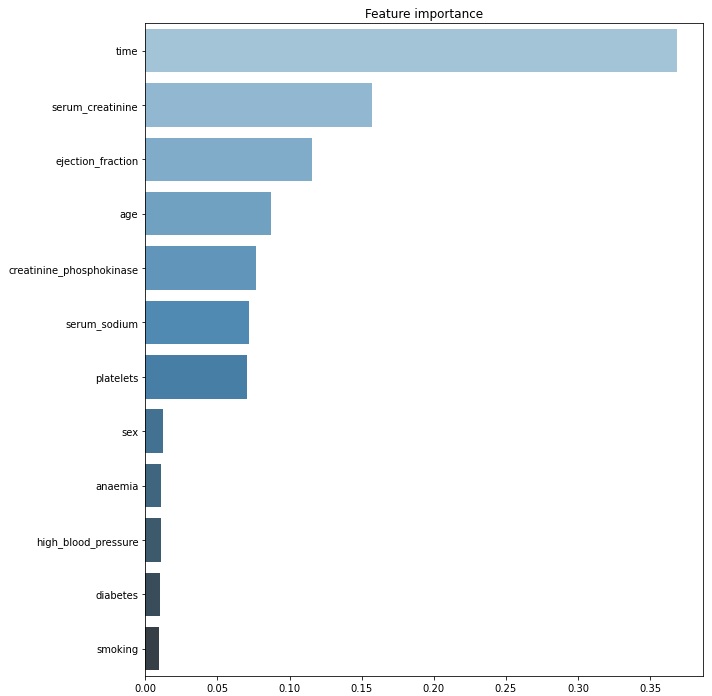 Feature importance
time
serum_creatinine
ejection_fraction
age
creatinine_phosphokinase
serum_sodium
platelets
sex
anaemia
high_blood_pressure
diabetes
smoking
0.00 0.05 0.10 0.15 0.20 0.25 0.30 0.35